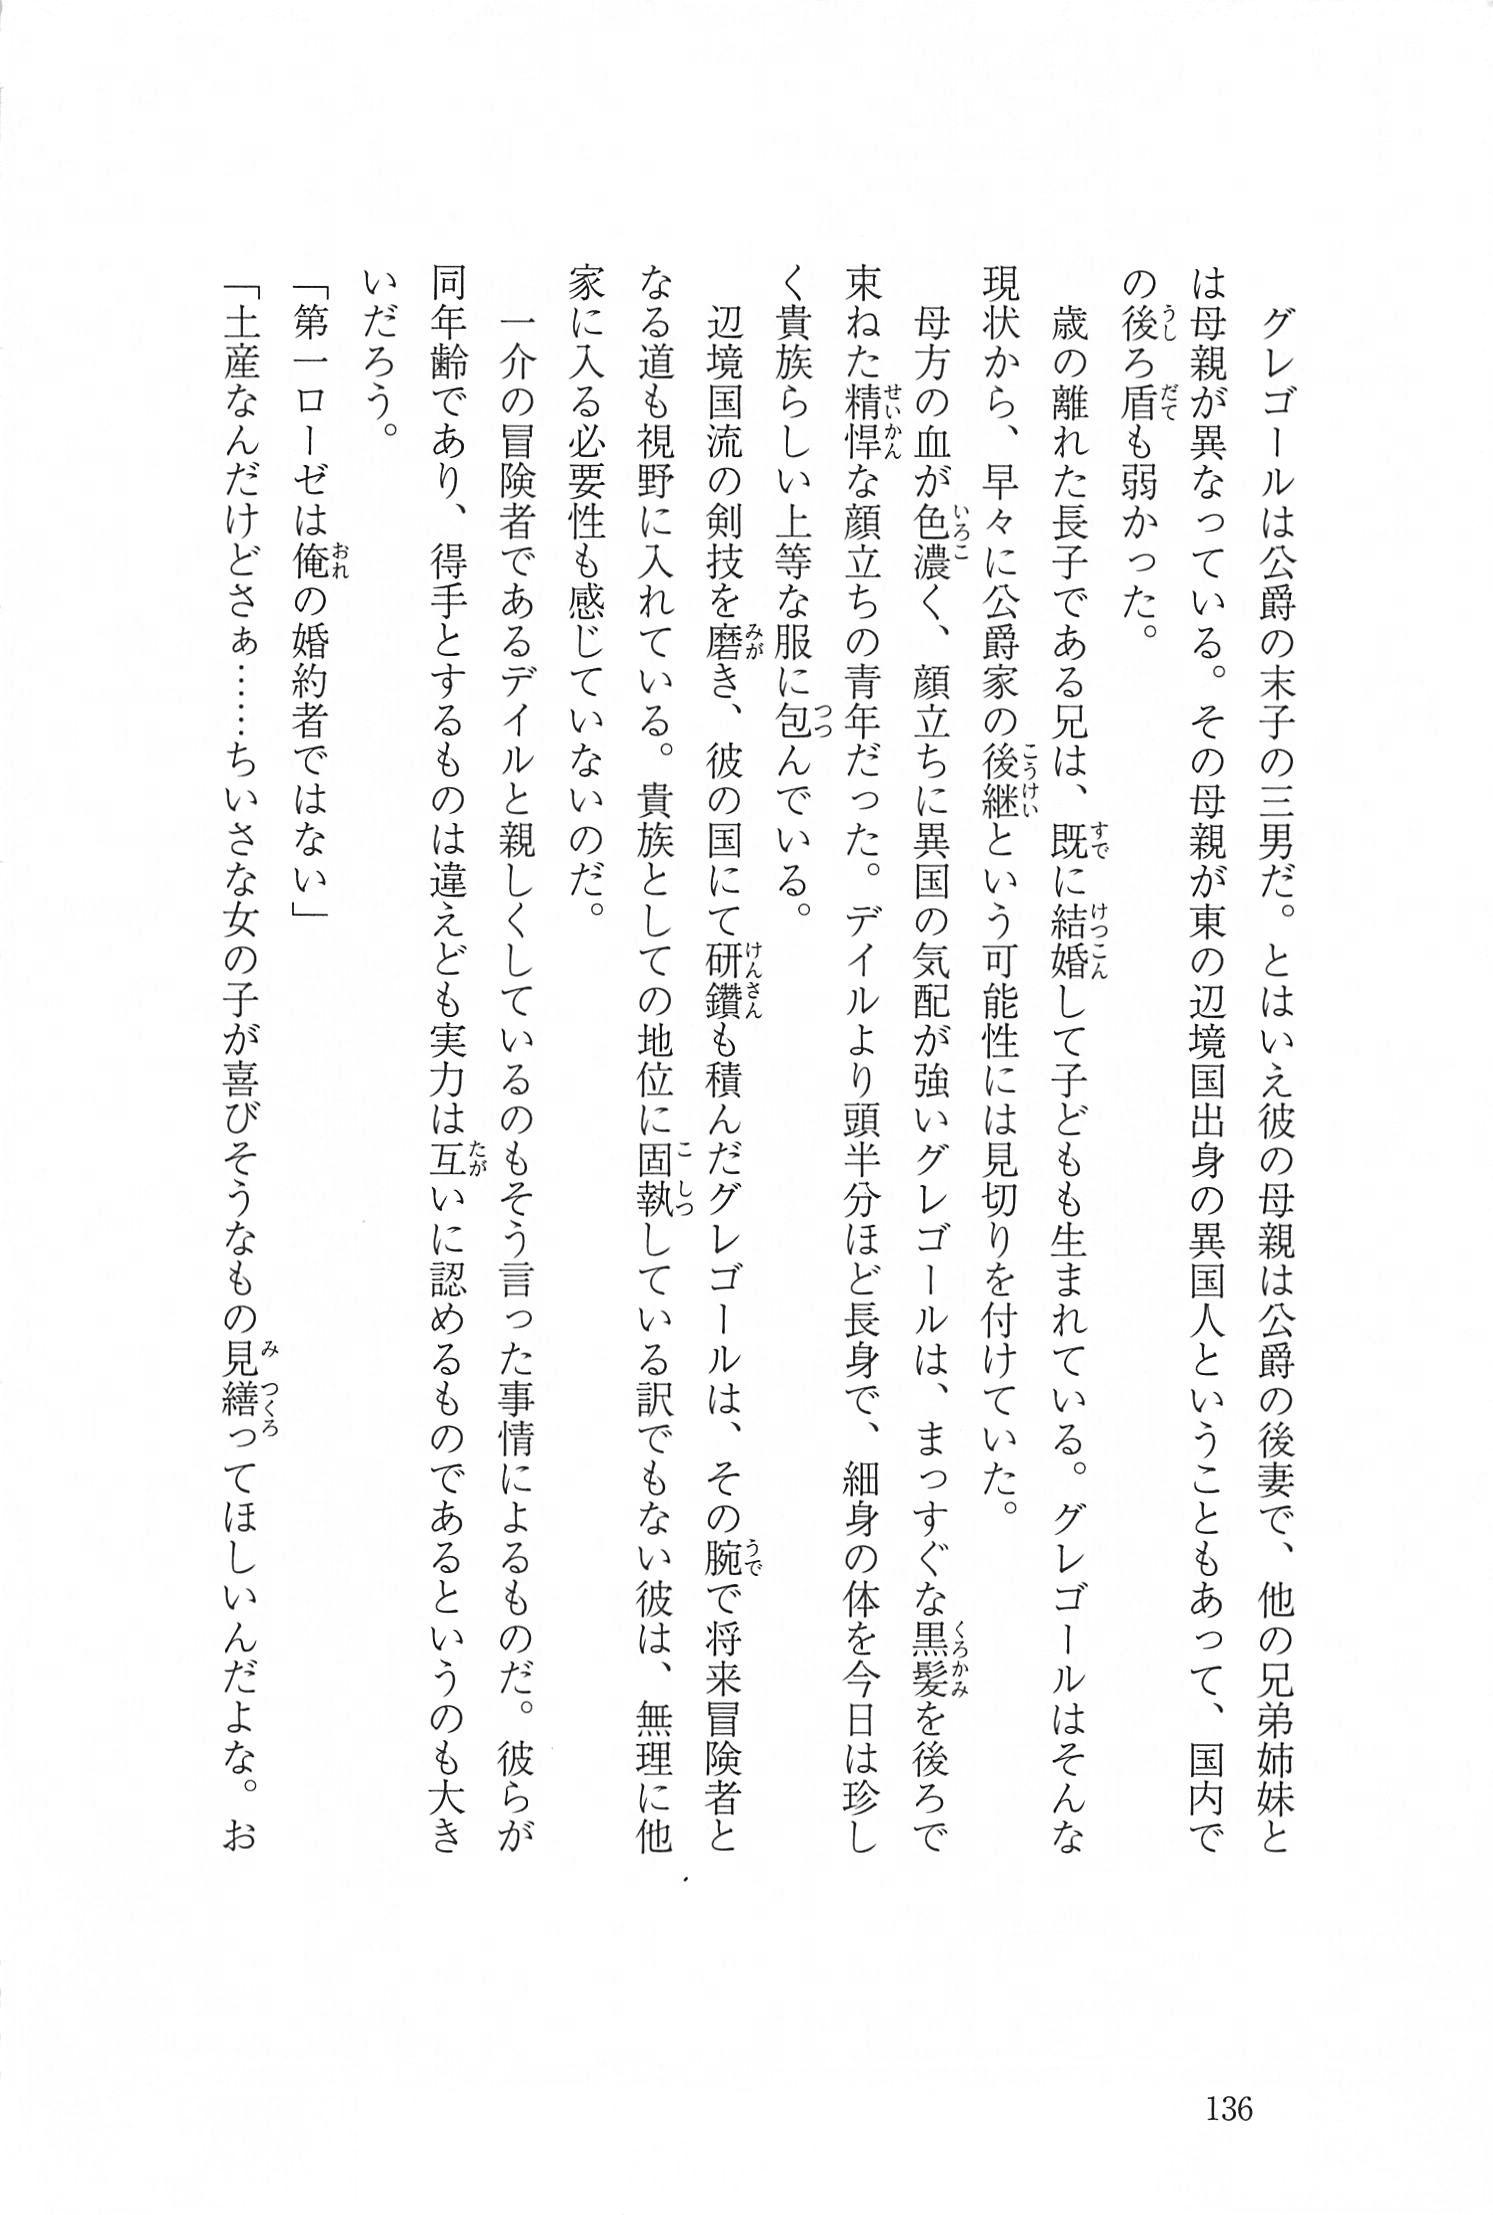 グレゴールは公爵の末子の三男だ。とはいえ彼の母親は公爵の後妻で、他の兄弟姉妹と
は母親が異なっている。その母親が東の辺境国出身の異国人ということもあって、国内で
の後ろ盾も弱かった。
　歳の離れた長子である兄は、既に結婚して子どもも生まれている。グレゴールはそんな
現状から、早々に公爵家の後継という可能性には見切りを付けていた。
　母方の血が色濃く、顔立ちに異国の気配が強いグレゴールは、まっすぐな黒髪を後ろで
束ねた精悍な顔立ちの青年だった。デイルより頭半分ほど長身で、細身の体を今日は珍し
く貴族らしい上等な服に包んでいる。
　辺境国流の剣技を磨き、彼の国にて研鑽も積んだグレゴールは、その腕で将来冒険者と
なる道も視野に入れている。貴族としての地位に固執している訳でもない彼は、無理に他
家に入る必要性も感じていないのだ。
　一介の冒険者であるデイルと親しくしているのもそう言った事情によるものだ。彼らが
同年齢であり、得手とするものは違えども実力は互いに認めるものであるというのも大き
いだろう。
「第一ローゼは俺の婚約者ではない」
「土産なんだけどさぁ……ちいさな女の子が喜びそうなもの見繕ってほしいんだよな。お
136